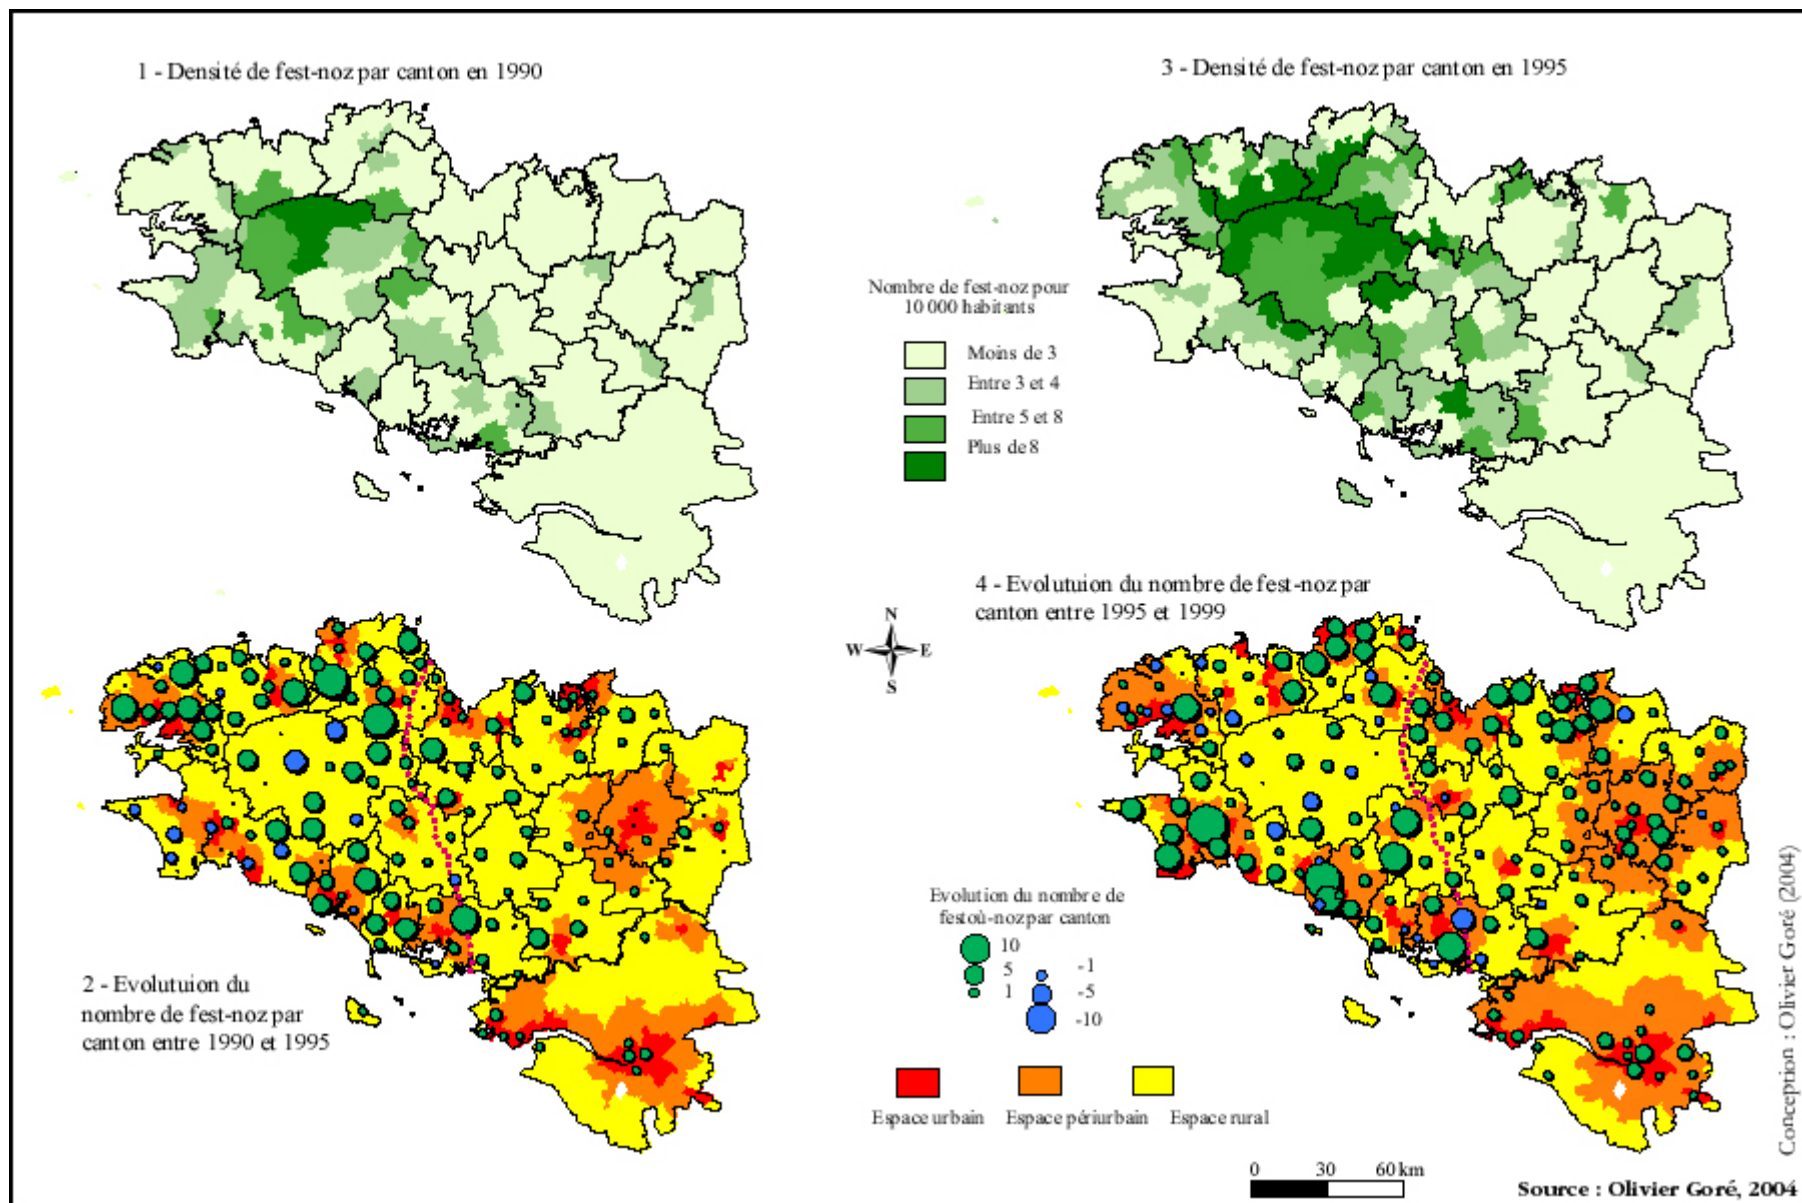 1 - Densité de fest-noz par canton en 1990
3 - Densité de fest-noz par canton en 1995
Nombre de fest-noz pour
10 000 habitants
Moins de 3
Entre 3 et 4
Entre 5 et 8
Plus de 8
4 - Evolutuion du nombre de fest-noz par
canton entre 1995 et 1999
N
W E
S
2 - Evolutuion du
nombre de fest-noz par
canton entre 1990 et 1995
Evolution du nombre de
festoù-noz par canton
10
5
1
-1
-5
-10
Espace urbain
Espace périurbain
Espace rural
0 30 60 km
Conception : Olivier Goré (2004)
Source : Olivier Goré, 2004